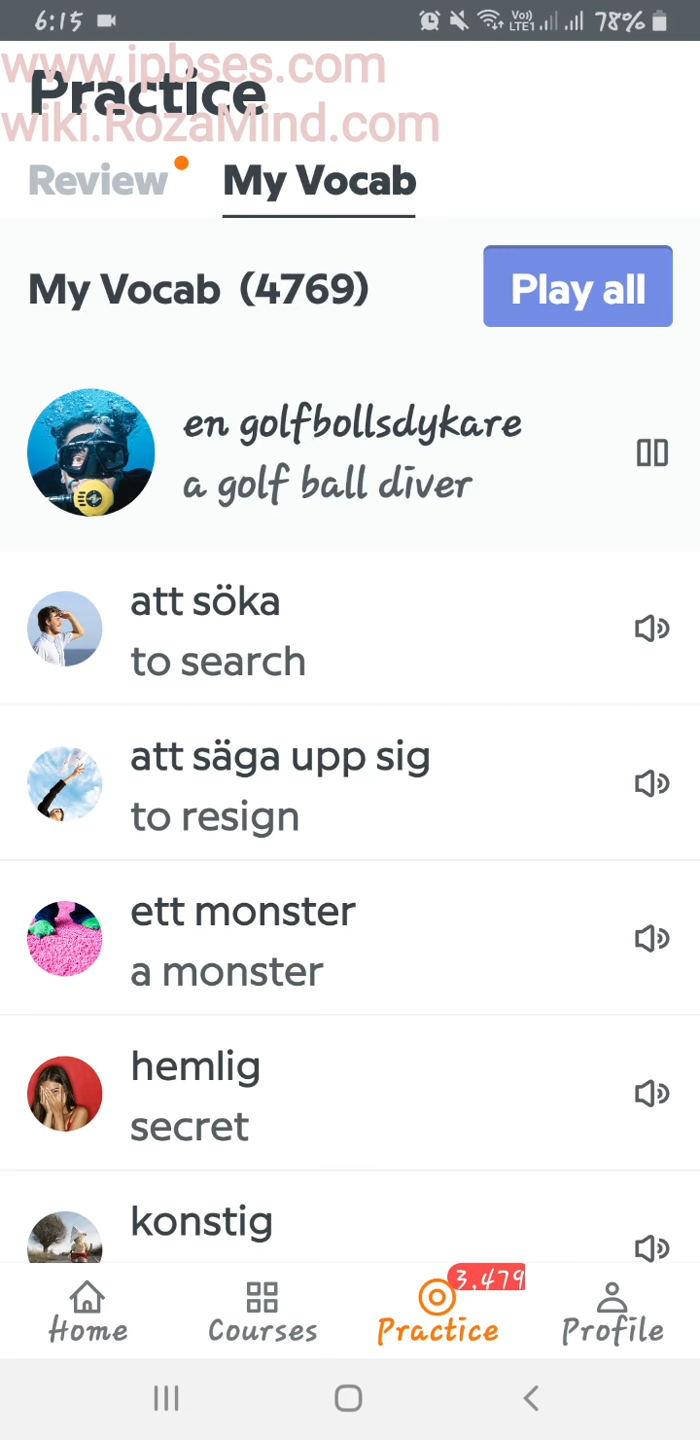 6:15
Vo))
LTE1
78%
www.ipbses.com
Practice
wiki.RozaMind.com
Review
My Vocab
My Vocab (4769)
Play all
en golfbollsdykare
a golf ball diver
att söka
to search
att säga upp sig
to resign
ett monster
a monster
hemlig
secret
konstig
3,479
Home
Courses
Practice
Profile